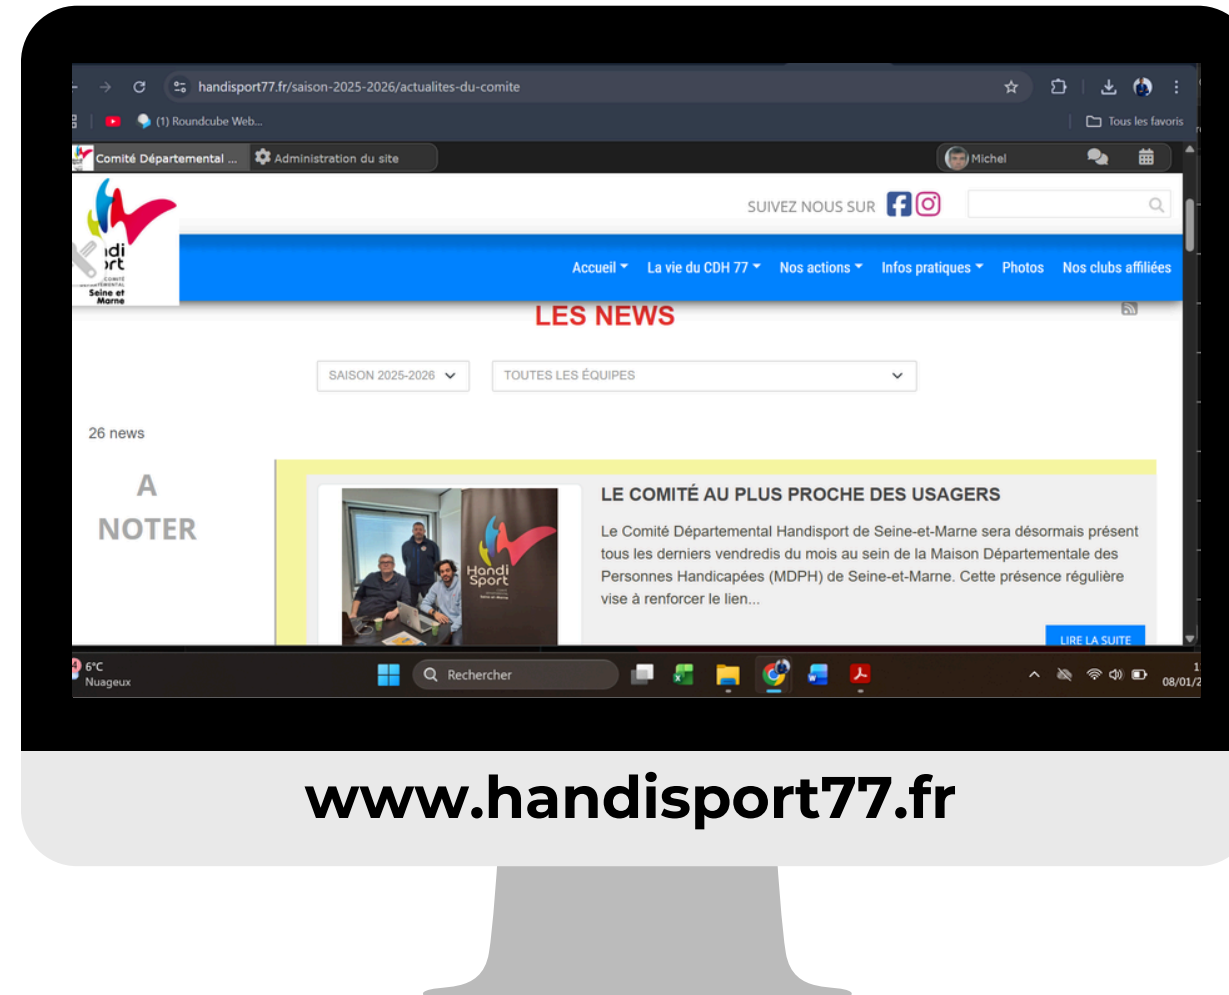 handisport77.fr/saison-2025-2026/actualites-du-comite
(1) Roundcube Web...
Tous les favoris
Comité Départemental ...
Administration du site
Michel
SUIVEZ NOUS SUR
Seine et
Marne
Accueil
La vie du CDH 77
Nos actions
Infos pratiques
Photos
Nos clubs affiliées
LES NEWS
SAISON 2025-2026
TOUTES LES ÉQUIPES
26 news
A
NOTER
Handi
Sport
LE COMITÉ AU PLUS PROCHE DES USAGERS
Le Comité Départemental Handisport de Seine-et-Marne sera désormais présent
tous les derniers vendredis du mois au sein de la Maison Départementale des
Personnes Handicapées (MDPH) de Seine-et-Marne. Cette présence régulière
vise à renforcer le lien...
LIRE LA SUITE
6°C
Nuageux
Rechercher
08/01/2
www.handisport77.fr